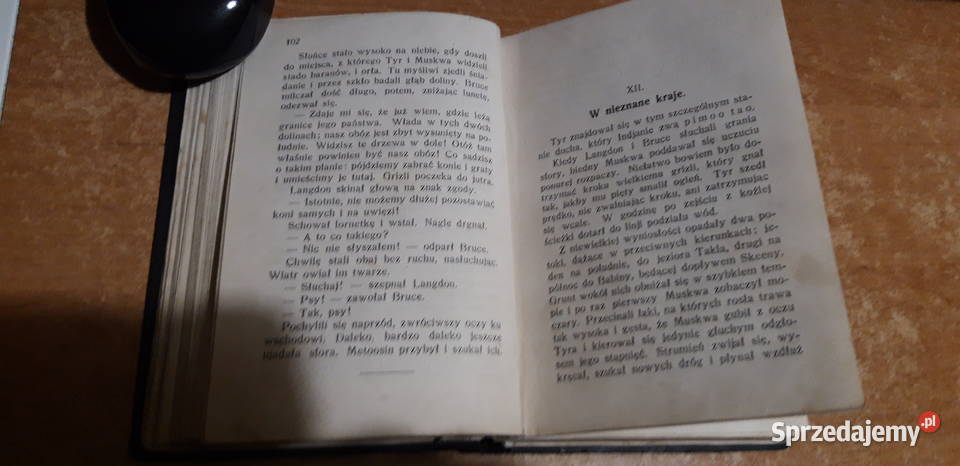 102
Słońce stało wysoko na niebie, gdy doszli
do miejsca, z którego Tyr i Muskwa widzieli
stado baranów, i orła. Tu myśliwi zjedli śnia-
danie i przez szkło badali głąb doliny. Bruce
milczał dość długo, potem, zniżając lunetę,
odezwał się.
— Zdaje mi się, że już wiem, gdzie leżą
granice jego państwa. Włada w tych dwóch
dolinach; nasz obóz jest zbyt wysunięty na po-
łudnie. Widzisz te drzewa w dole! Otóż tam
właśnie powinien być nasz obóz! Co sądzisz
o takim planie: pójdziemy zabrać konie i graty
i umieścimy je tutaj. Grizli poczeka do jutra.
Langdon skinął głową na znak zgody.
— Istotnie, nie możemy dłużej pozostawiać
koni samych i na uwięzi!
Schował lornetkę i wstał. Nagle drgnął.
— A to co takiego?
— Nic nie słyszałem! — odparł Bruce.
Chwilę stali obaj bez ruchu, nasłuchując.
Wiatr owiał im twarze.
— Słuchaj! — szepnął Langdon.
— Psy! — zawołał Bruce.
— Tak, psy!
Pochylili się naprzód, zwróciwszy oczy ku
wschodowi. Daleko, bardzo daleko jeszcze
ujadała sfora. Metoosin przybył i szukał ich.
XII.
W nieznane kraje.
Tyr znajdował się w tym szczególnym sta-
nie ducha, który Indjanie zwą pimootao.
Kiedy Langdon i Bruce słuchali grania
sfory, biedny Muskwa poddawał się uczuciu
ponurej rozpaczy. Niełatwo bowiem było do-
trzymać kroku wielkiemu grizli, który gnał
tak, jakby mu pięty smalił ogień. Tyr szedł
prędko, nie zwalniając kroku, ani zatrzymując
się wcale. W godzinę po zejściu z koźlej
ścieżki dotarł do linji podziału wód.
Z niewielkiej wyniosłości opadały dwa po-
toki, dążące w przeciwnych kierunkach; je-
den na południe, do jeziora Takla, drugi na
północ do Babiny, będącej dopływem Skeeny.
Grunt wokół nich obniżał się w szybkiem tem-
pie i po raz pierwszy Muskwa zobaczył mo-
czary. Przecinali łąki, na których rosła trawa
tak wysoka i gęsta, że Muskwa gubił z oczu
Tyra i kierował się jedynie głuchym odgło-
sem jego stąpnięć. Strumień zwijał się, wy-
kręcał, szukał nowych dróg i płynął wzdłuż
Sprzedajemy.pl